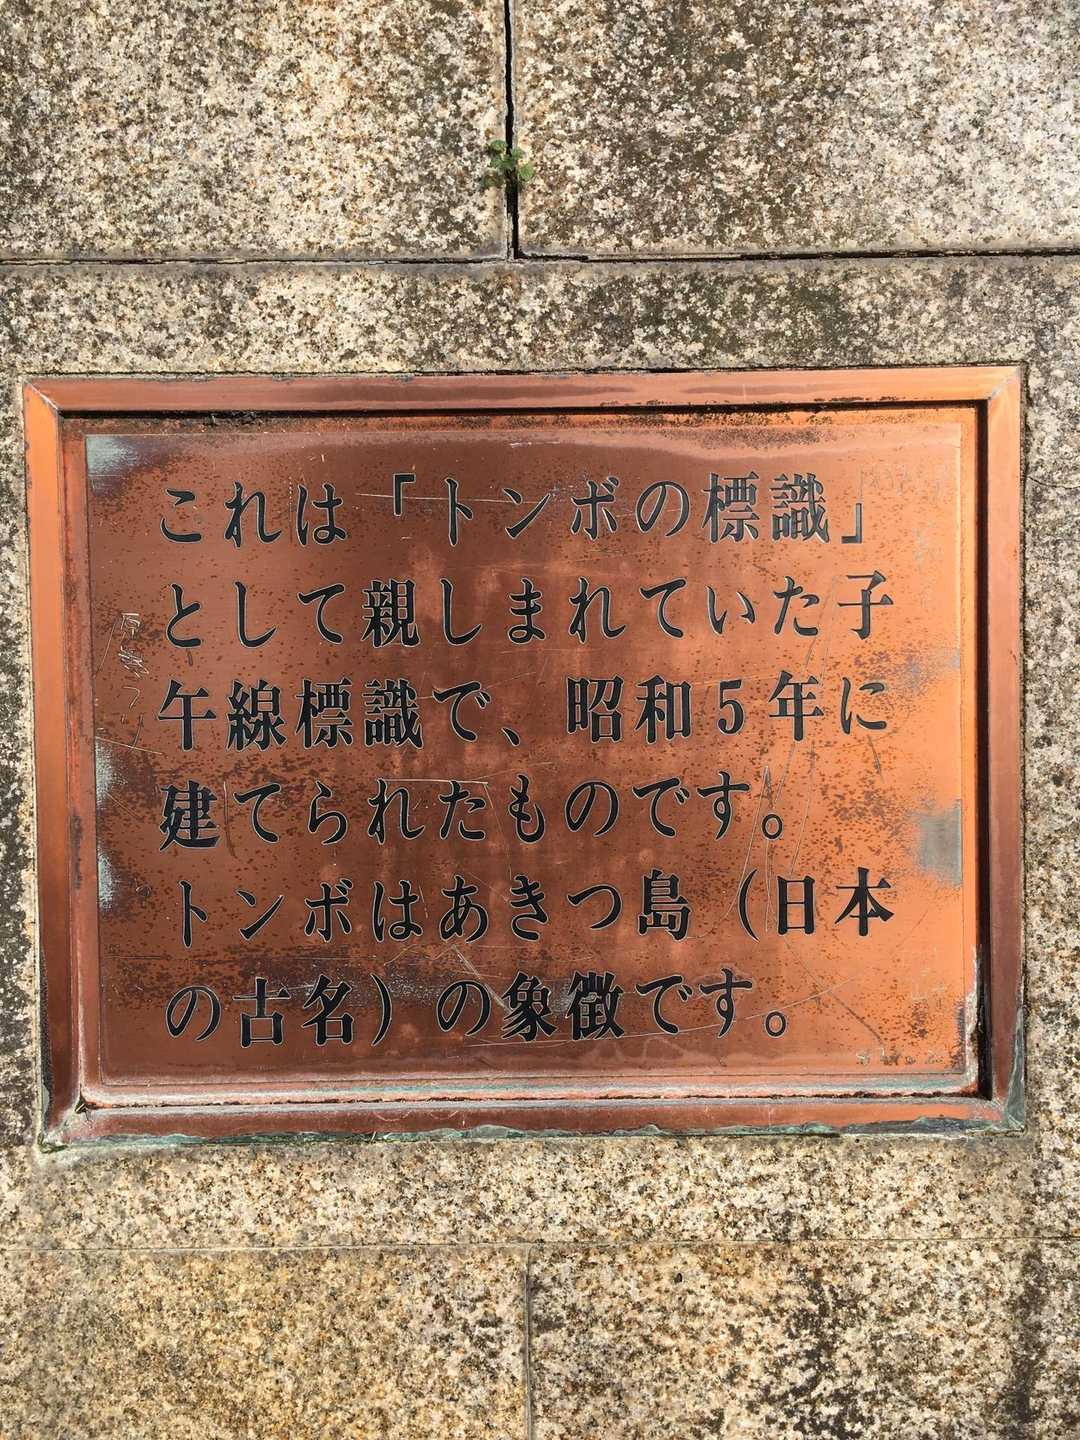 これは「トンボの標識」
として親しまれていた子
午線標識で、昭和5年に
建てられたものです。
トンボはあきつ島（日本
の古名）の象徴です。